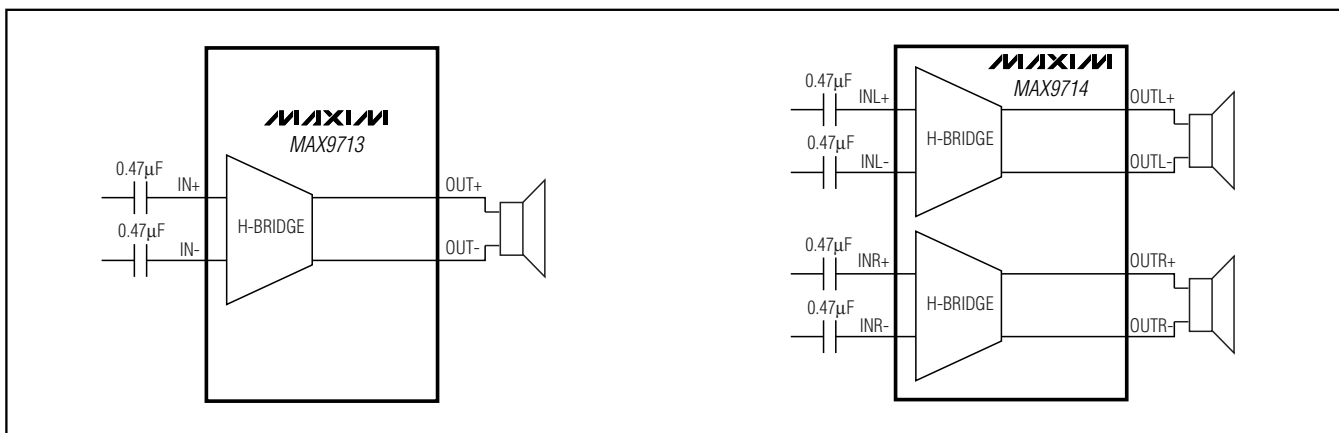 MAXIM
MAX9713
0.47µF
IN+
0.47µF
IN-
H-BRIDGE
OUT+
OUT-
MAXIM
MAX9714
0.47µF
INL+
0.47µF
INL-
H-BRIDGE
OUTL+
OUTL-
0.47µF
INR+
0.47µF
INR-
H-BRIDGE
OUTR+
OUTR-